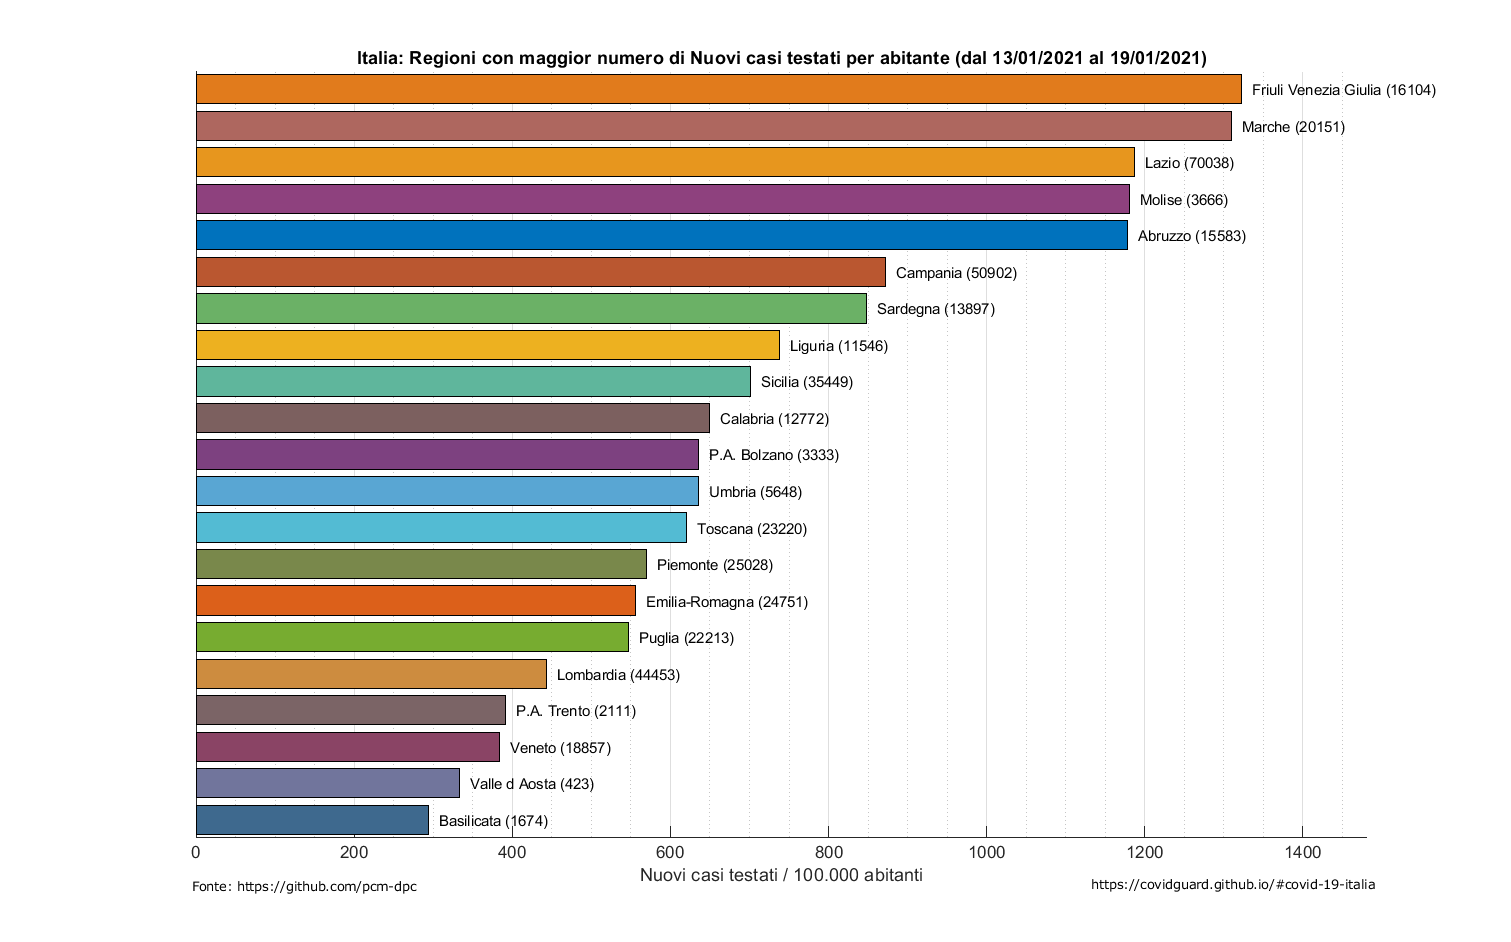 Italia: Regioni con maggior numero di Nuovi casi testati per abitante (dal 13/01/2021 al 19/01/2021)
Friuli Venezia Giulia (16104)
Marche (20151)
Lazio (70038)
Molise (3666)
Abruzzo (15583)
Campania (50902)
Sardegna (13897)
Liguria (11546)
Sicilia (35449)
Calabria (12772)
P.A. Bolzano (3333)
Umbria (5648)
Toscana (23220)
Piemonte (25028)
Emilia-Romagna (24751)
Puglia (22213)
Lombardia (44453)
P.A. Trento (2111)
Veneto (18857)
Valle d Aosta (423)
Basilicata (1674)
0 200 400 600 800 1000 1200 1400
Nuovi casi testati / 100.000 abitanti
Fonte: https://github.com/pcm-dpc
https://covidguard.github.io/#covid-19-italia